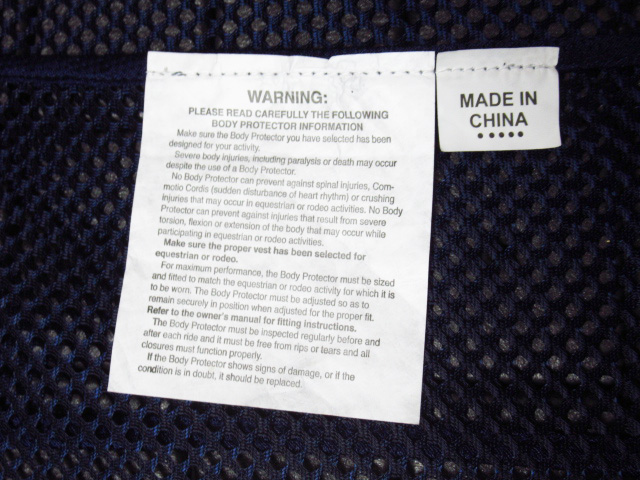 WARNING:
PLEASE READ CAREFULLY THE FOLLOWING
BODY PROTECTOR INFORMATION
Make sure the Body Protector you have selected has been
designed for your activity.
Severe body injuries, including paralysis or death may occur
despite the use of a Body Protector.
No Body Protector can prevent against spinal injuries, Com-
motio Cordis (sudden disturbance of heart rhythm) or crushing
injuries that may occur in equestrian or rodeo activities. No Body
Protector can prevent against injuries that result from severe
torsion, flexion or extension of the body that may occur while
participating in equestrian or rodeo activities.
Make sure the proper vest has been selected for
equestrian or rodeo.
For maximum performance, the Body Protector must be sized
and fitted to match the equestrian or rodeo activity for which it is
to be worn. The Body Protector must be adjusted so as to
remain securely in position when adjusted for the proper fit.
Refer to the owner's manual for fitting instructions.
The Body Protector must be inspected regularly before and
after each ride and it must be free from rips or tears and all
closures must function properly.
If the Body Protector shows signs of damage, or if the
condition is in doubt, it should be replaced.
MADE IN
CHINA